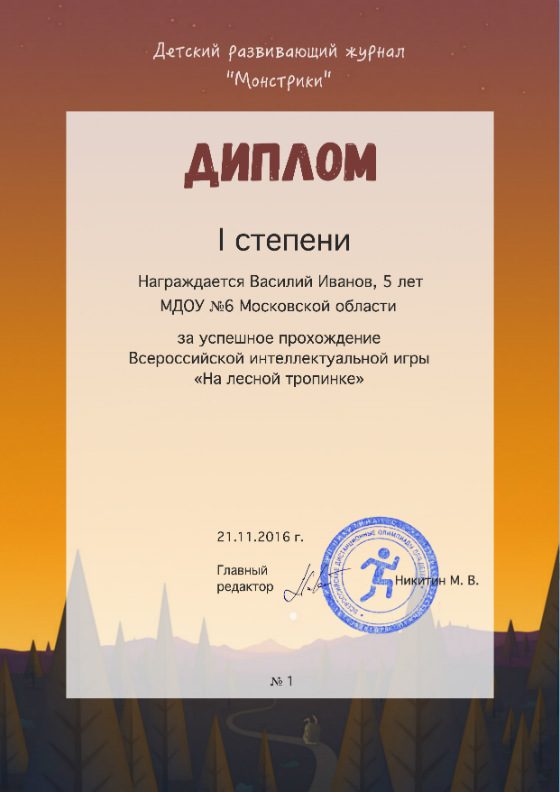 Детский развивающий журнал
"Монстрики"
ДИПЛОМ
I степени
Награждается Василий Иванов, 5 лет
МДОУ №6 Московской области
за успешное прохождение
Всероссийской интеллектуальной игры
«На лесной тропинке»
21.11.2016 г.
Главный
редактор
Никитин М. В.
ВСЕРОССИЙСКИЕ ДИСТАНЦИОННЫЕ ОЛИМПИАДЫ
№ 1